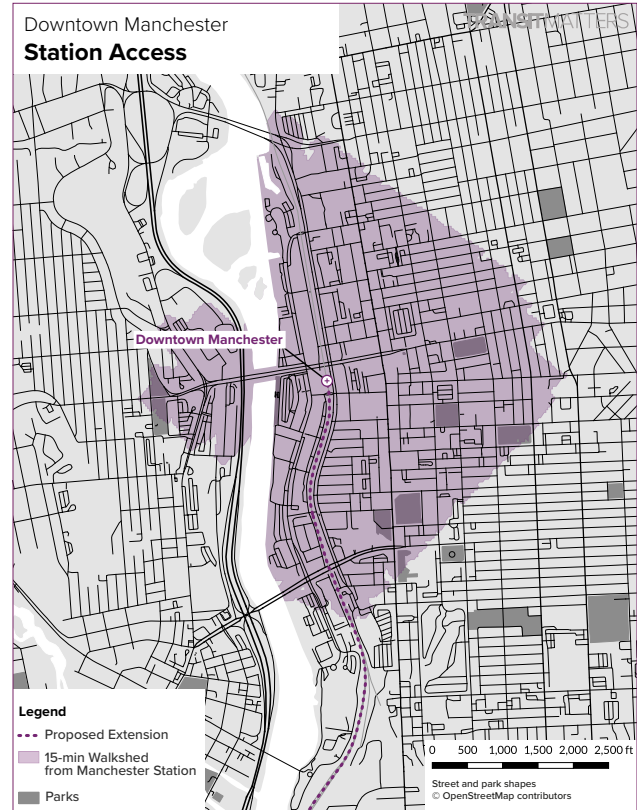 Downtown Manchester
Station Access
TRANSITMATTERS
Downtown Manchester
Legend
Proposed Extension
15-min Walkshed
from Manchester Station
Parks
0 500 1,000 1,500 2,000 2,500 ft
Street and park shapes
© OpenStreetMap contributors